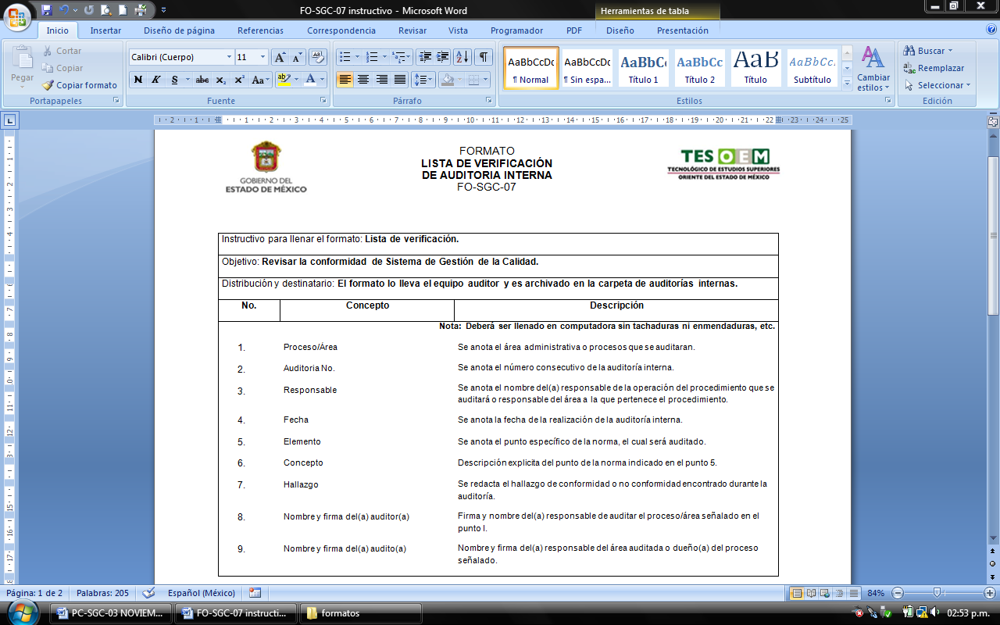 FO-SGC-07 instructivo - Microsoft Word
Herramientas de tabla
Inicio Insertar Diseño de página Referencias Correspondencia Revisar Vista Programador PDF Diseño Presentación
Pegar
Cortar
Copiar
Copiar formato
Portapapeles
Calibri (Cuerpo) 11
N K S abc x₂ x² Aa
Fuente
Párrafo
AaBbCcDc AaBbCcDc AaBbCc AaBbCc AaB AaBbCc.
¶ Normal ¶ Sin espa... Título 1 Título 2 Título Subtítulo
Cambiar
estilos
Estilos
Buscar
Reemplazar
Seleccionar
Edición
GOBIERNO DEL
ESTADO DE MÉXICO
FORMATO
LISTA DE VERIFICACIÓN
DE AUDITORIA INTERNA
FO-SGC-07
TESOEM
TECNOLÓGICO DE ESTUDIOS SUPERIORES
ORIENTE DEL ESTADO DE MÉXICO
Instructivo para llenar el formato: Lista de verificación.
Objetivo: Revisar la conformidad de Sistema de Gestión de la Calidad.
Distribución y destinatario: El formato lo lleva el equipo auditor y es archivado en la carpeta de auditorías internas.
No. Concepto Descripción
Nota: Deberá ser llenado en computadora sin tachaduras ni enmendaduras, etc.
1. Proceso/Área Se anota el área administrativa o procesos que se auditaran.
2. Auditoria No. Se anota el número consecutivo de la auditoría interna.
3. Responsable Se anota el nombre del(a) responsable de la operación del procedimiento que se
auditará o responsable del área a la que pertenece el procedimiento.
4. Fecha Se anota la fecha de la realización de la auditoría interna.
5. Elemento Se anota el punto específico de la norma, el cual será auditado.
6. Concepto Descripción explicita del punto de la norma indicado en el punto 5.
7. Hallazgo Se redacta el hallazgo de conformidad o no conformidad encontrado durante la
auditoría.
8. Nombre y firma del(a) auditor(a) Firma y nombre del(a) responsable de auditar el proceso/área señalado en el
punto I.
9. Nombre y firma del(a) audito(a) Nombre y firma del(a) responsable del área auditada o dueño(a) del proceso
señalado.
Página: 1 de 2 Palabras: 205 Español (México) 84%
PC-SGC-03 NOVIEM... FO-SGC-07 instructi... formatos 02:53 p.m.